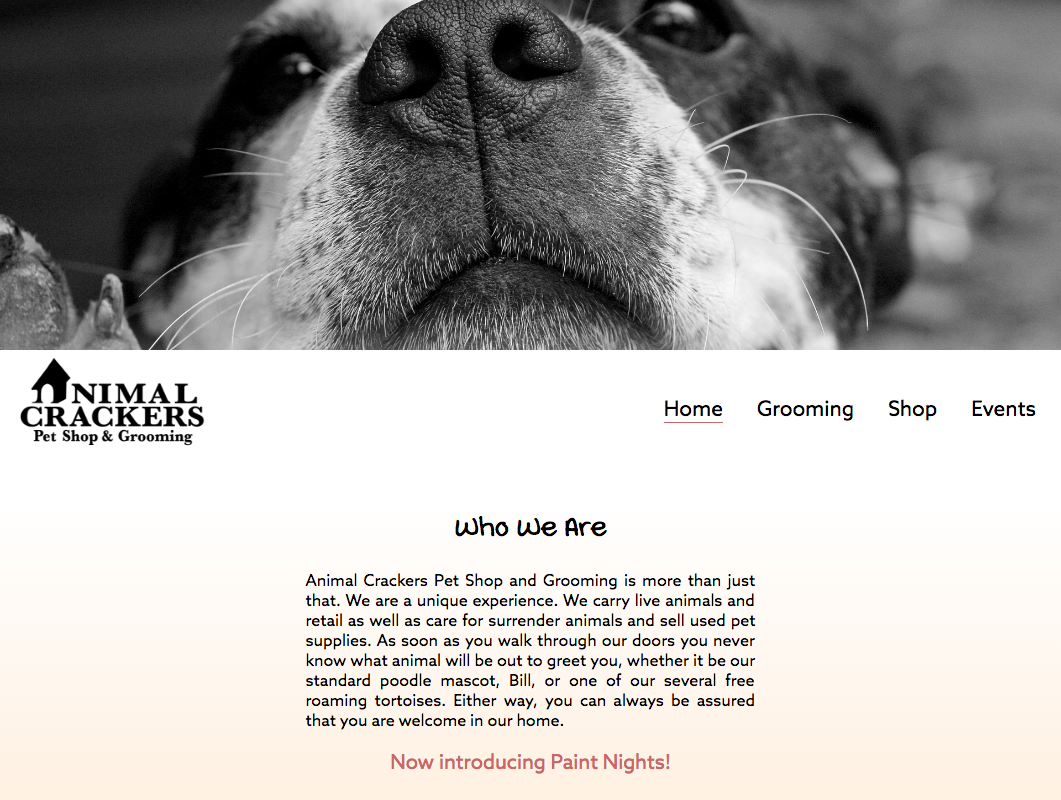 ANIMAL
CRACKERS
Pet Shop & Grooming
Home Grooming Shop Events
Who We Are
Animal Crackers Pet Shop and Grooming is more than just
that. We are a unique experience. We carry live animals and
retail as well as care for surrender animals and sell used pet
supplies. As soon as you walk through our doors you never
know what animal will be out to greet you, whether it be our
standard poodle mascot, Bill, or one of our several free
roaming tortoises. Either way, you can always be assured
that you are welcome in our home.
Now introducing Paint Nights!